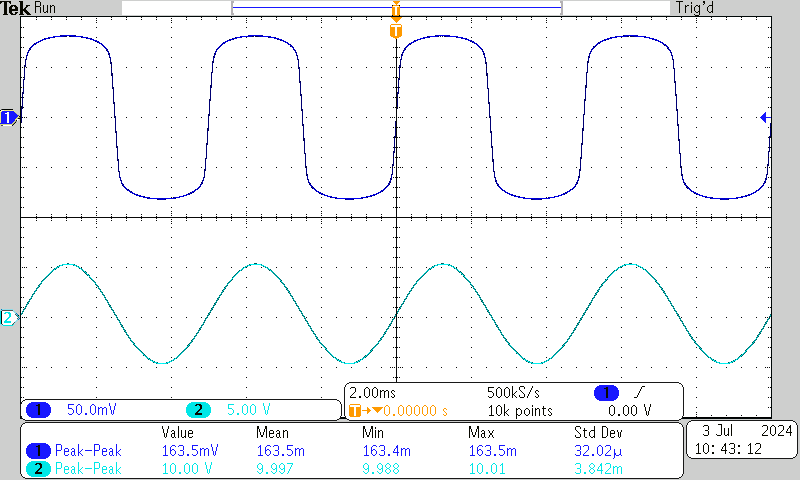 Tek Run Trig'd
T
T
1
2
1 50.0mV 2 5.00 V
2.00ms 500kS/s 1
T→▼0.00000 s 10k points 0.00 V
Value Mean Min Max Std Dev
1 Peak-Peak 163.5mV 163.5m 163.4m 163.5m 32.02µ
2 Peak-Peak 10.00 V 9.997 9.988 10.01 3.842m
3 Jul 2024
10:43:12